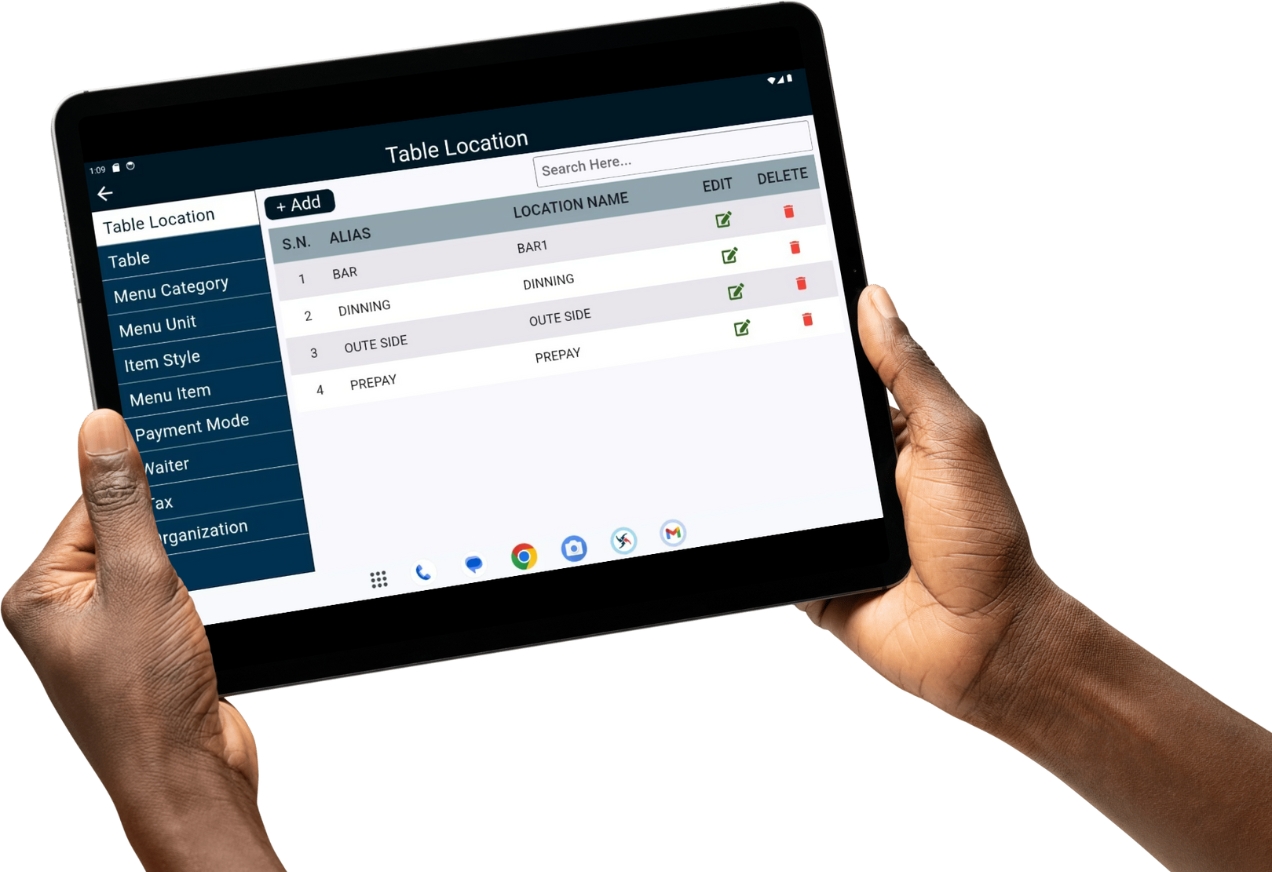 1:09
Table Location
Search Here...
+ Add
Table Location
Table
Menu Category
Menu Unit
Item Style
Menu Item
Payment Mode
Waiter
Tax
rganization
S.N. ALIAS LOCATION NAME EDIT DELETE
1 BAR BAR1
2 DINNING DINNING
3 OUTE SIDE OUTE SIDE
4 PREPAY PREPAY